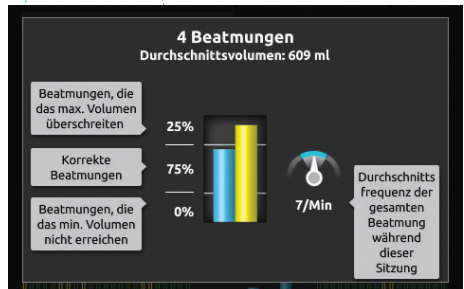 4 Beatmungen
Durchschnittsvolumen: 609 ml
Beatmungen, die
das max. Volumen
überschreiten
25%
Korrekte
Beatmungen
75%
Beatmungen, die
das min. Volumen
nicht erreichen
0%
7/Min
Durchschnitts
frequenz der
gesamten
Beatmung
während
dieser
Sitzung